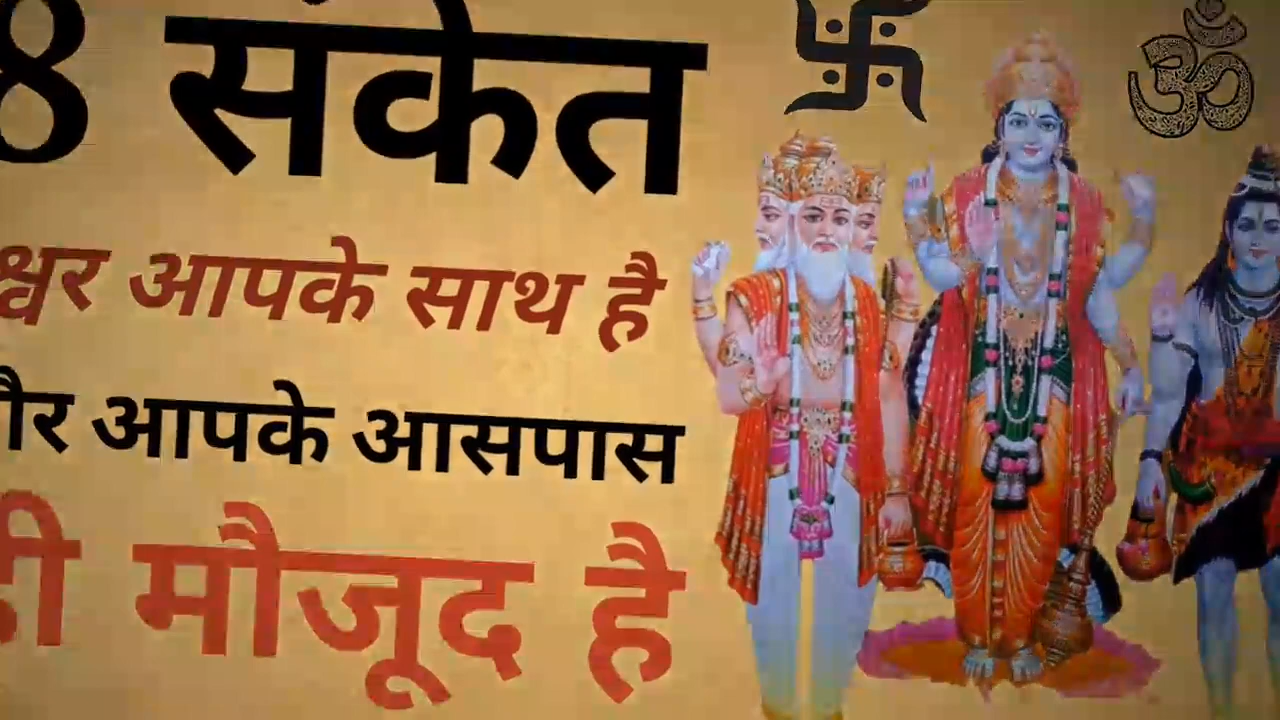 8 संकेत
ॐ
आपके साथ है
आपके आसपास
मौजूद है